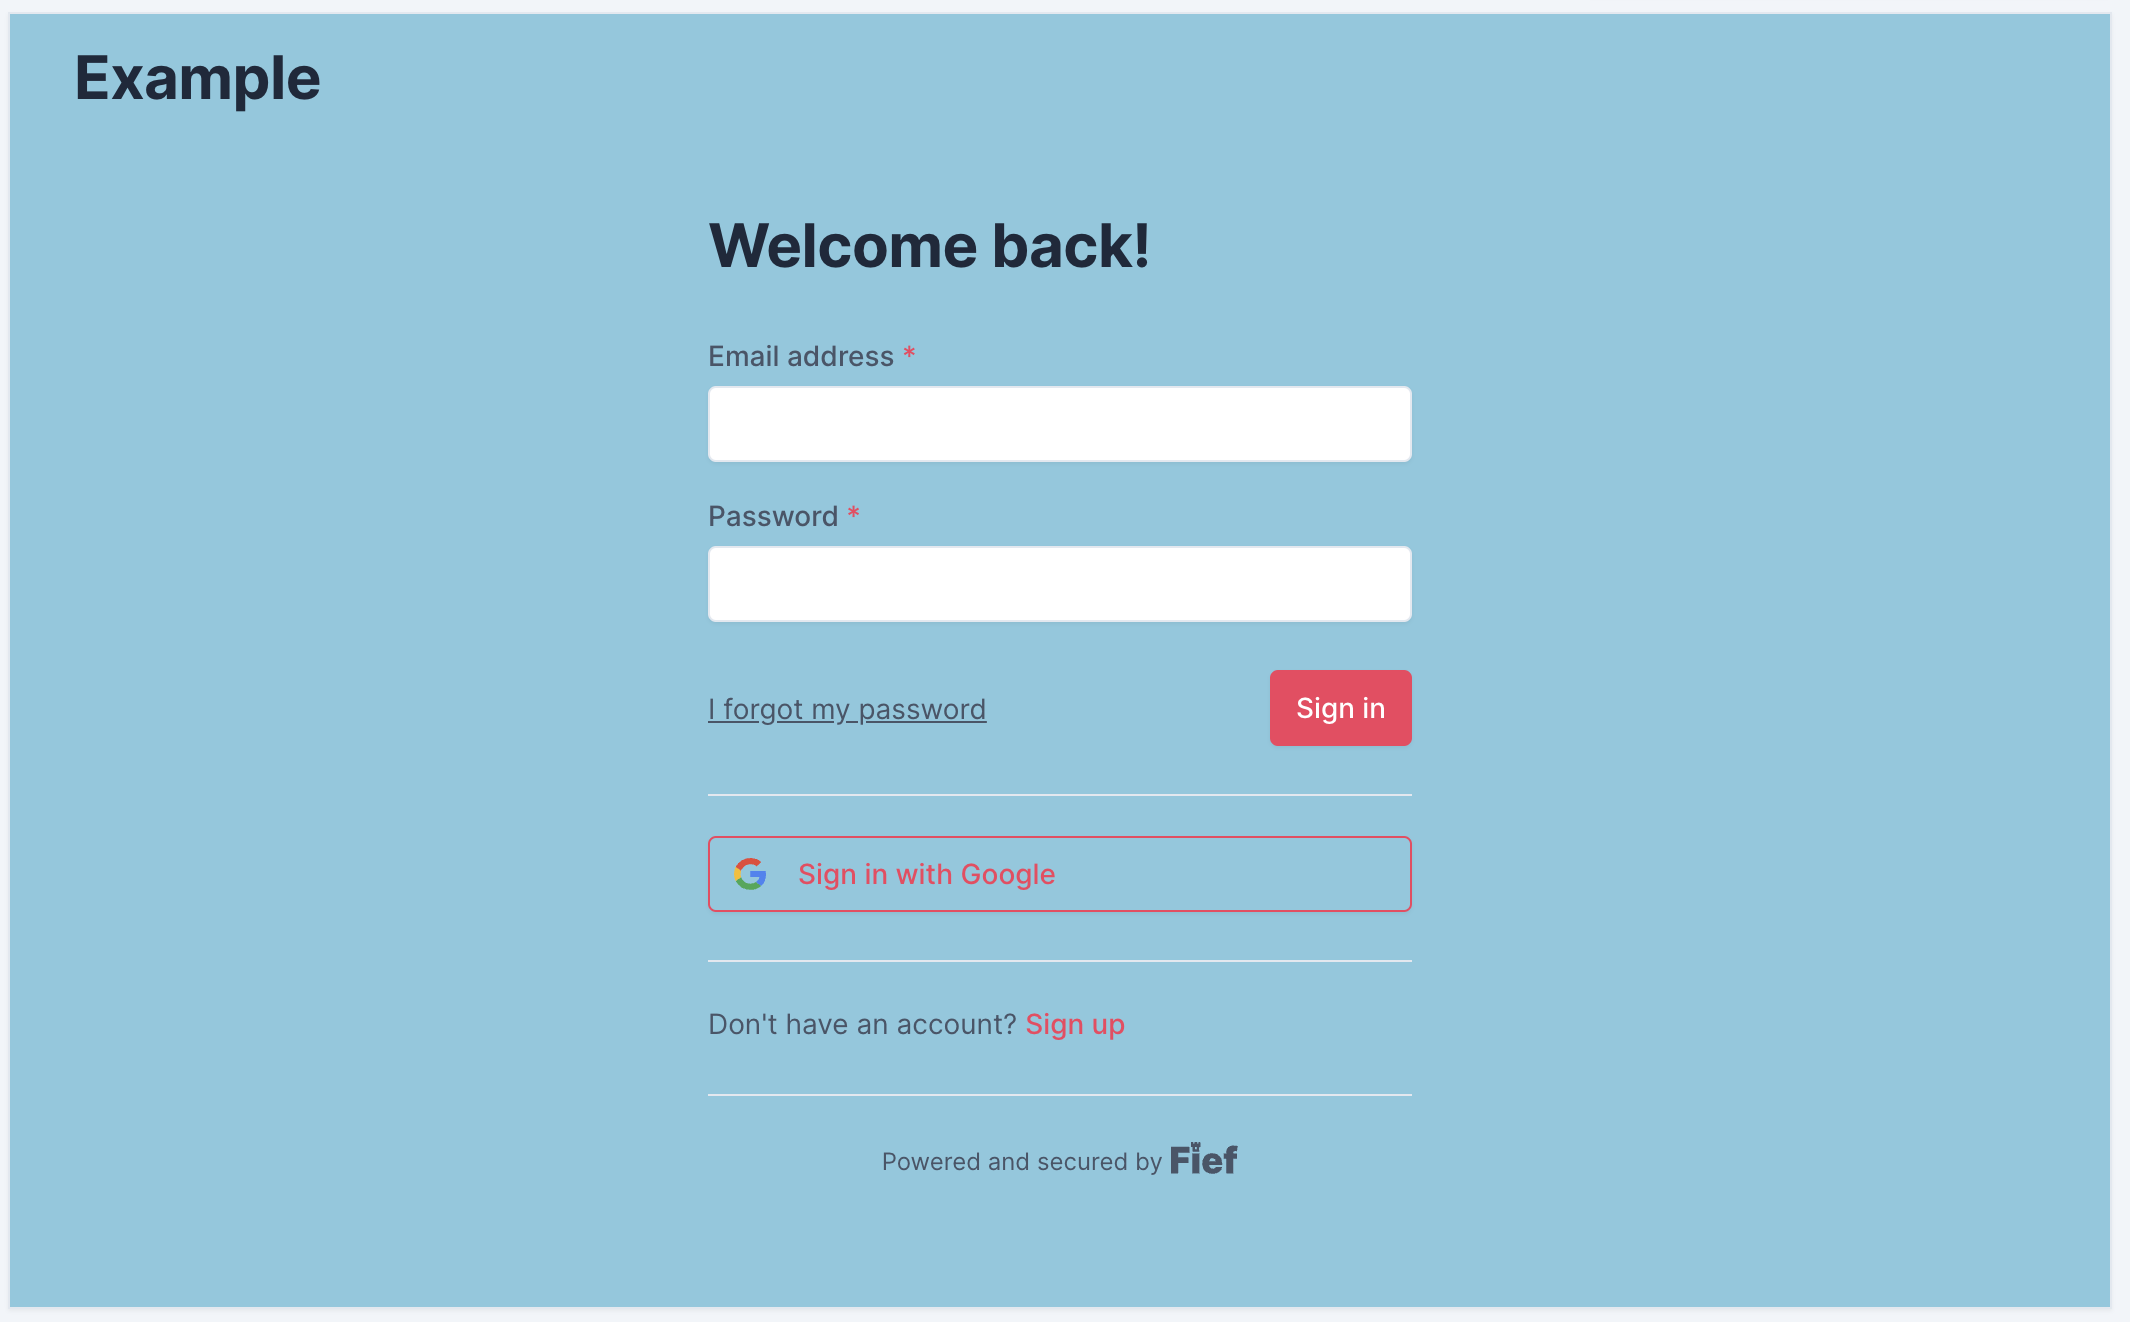 Example
Welcome back!
Email address *
Password *
I forgot my password
Sign in
Sign in with Google
Don't have an account? Sign up
Powered and secured by Fief